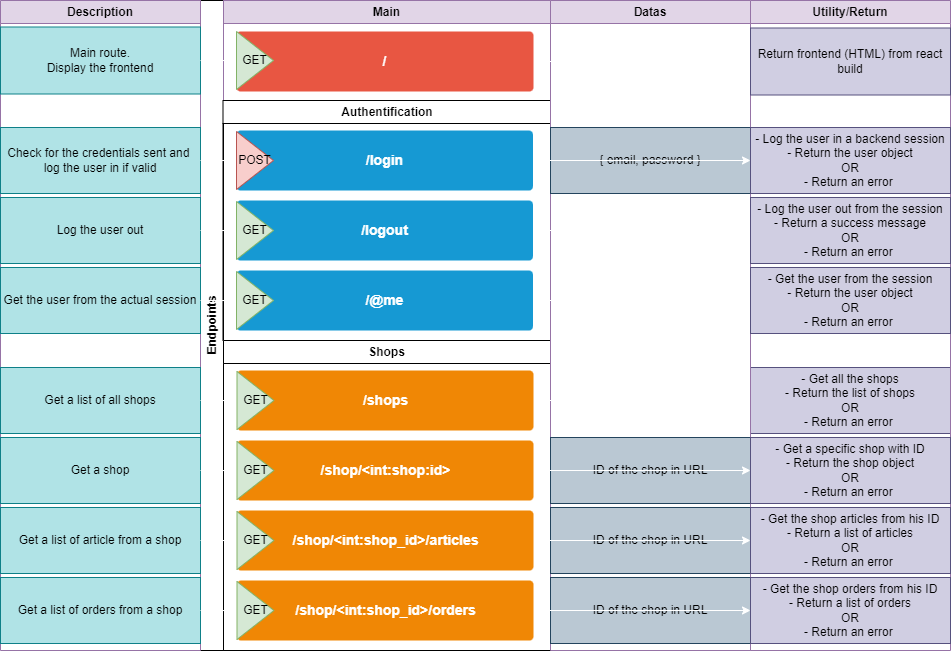 Description
Main
Datas
Utility/Return
Main route.
Display the frontend
GET
/
Return frontend (HTML) from react
build
Endpoints
Authentification
Check for the credentials sent and
log the user in if valid
POST
/login
{ email, password }
- Log the user in a backend session
- Return the user object
OR
- Return an error
Log the user out
GET
/logout
- Log the user out from the session
- Return a success message
OR
- Return an error
Get the user from the actual session
GET
/@me
- Get the user from the session
- Return the user object
OR
- Return an error
Shops
Get a list of all shops
GET
/shops
- Get all the shops
- Return the list of shops
OR
- Return an error
Get a shop
GET
/shop/<int:shop:id>
ID of the shop in URL
- Get a specific shop with ID
- Return the shop object
OR
- Return an error
Get a list of article from a shop
GET
/shop/<int:shop_id>/articles
ID of the shop in URL
- Get the shop articles from his ID
- Return a list of articles
OR
- Return an error
Get a list of orders from a shop
GET
/shop/<int:shop_id>/orders
ID of the shop in URL
- Get the shop orders from his ID
- Return a list of orders
OR
- Return an error